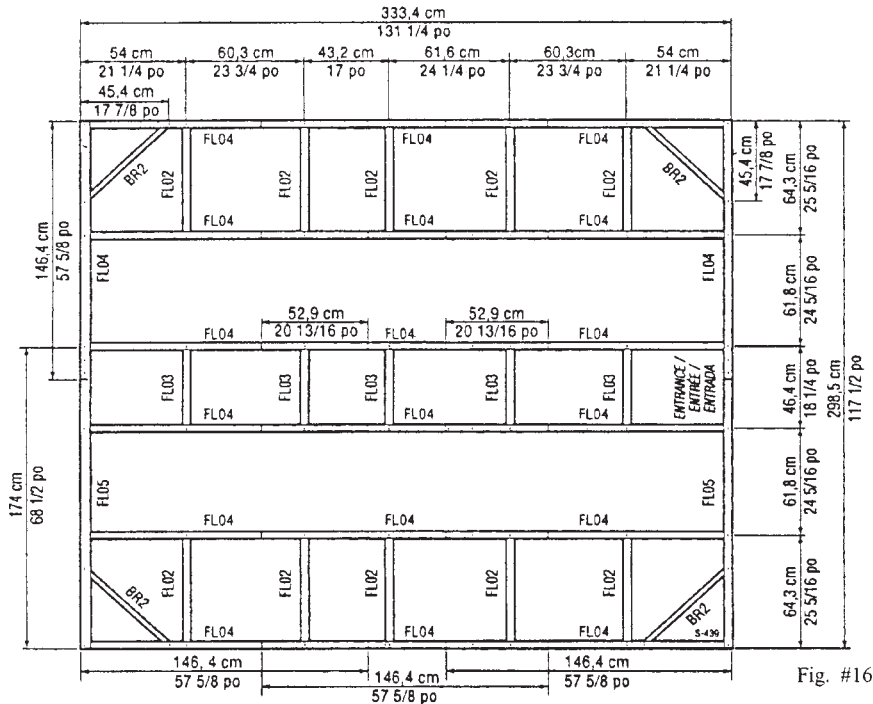 333,4 cm
131 1/4 po
54 cm 60,3 cm 43,2 cm 61,6 cm 60,3cm 54 cm
21 1/4 po 23 3/4 po 17 po 24 1/4 po 23 3/4 po 21 1/4 po
45,4 cm
17 7/8 po
FL04 FL04 FL04
BR2 FL02 FL02 FL02 FL02 FL02 BR2
FL04 FL04 FL04
45,4 cm
17 7/8 po
64,3 cm
25 5/16 po
146,4 cm
57 5/8 po
FL04 FL04
61,8 cm
24 5/16 po
52,9 cm 52,9 cm
FL04 20 13/16 po FL04 20 13/16 po FL04
FL03 FL03 FL03 FL03 FL03
ENTRANCE /
ENTRÉE /
ENTRADA
FL04 FL04 FL04
46,4 cm
18 1/4 po
298,5 cm
117 1/2 po
174 cm
68 1/2 po
FL05 FL05
61,8 cm
24 5/16 po
FL04 FL04 FL04
BR2 FL02 FL02 FL02 FL02 FL02 BR2
S-439
FL04 FL04 FL04
64,3 cm
25 5/16 po
146, 4 cm 146,4 cm 146,4 cm
57 5/8 po 57 5/8 po 57 5/8 po
Fig. #16